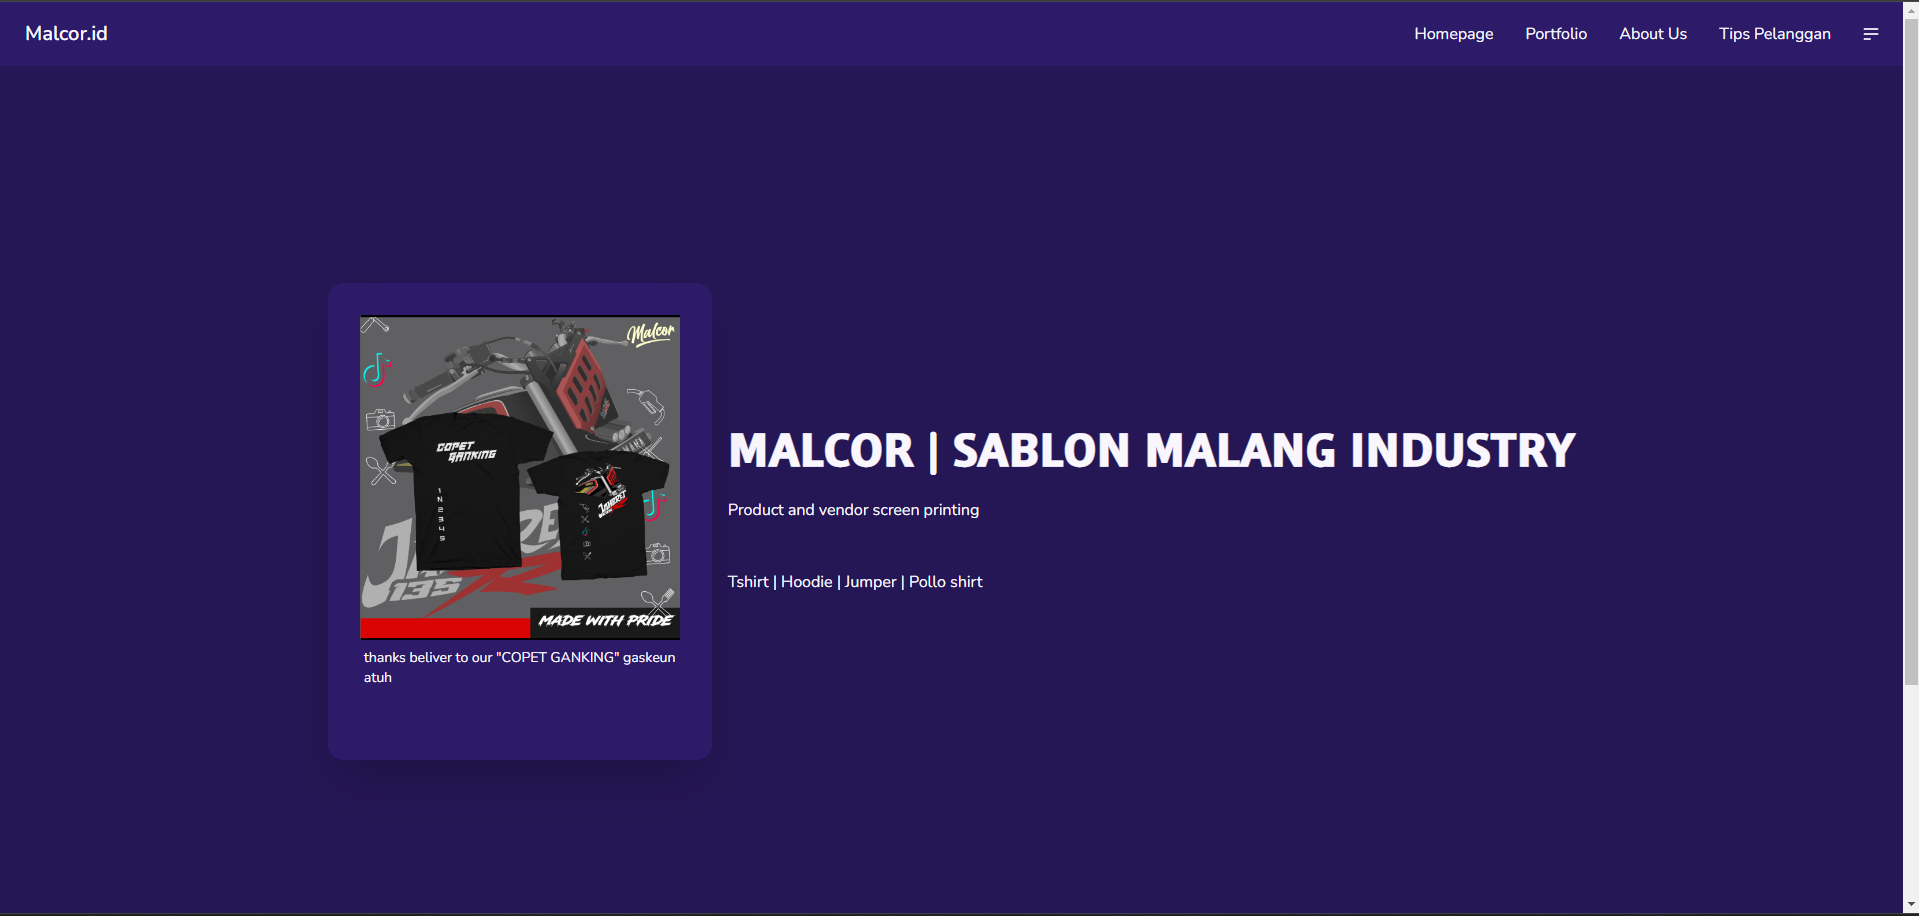 Malcor.id
Homepage
Portfolio
About Us
Tips Pelanggan
Malcor
COPET
GANKING
1
N
2
3
4
5
JAMBRET
135
MADE WITH PRIDE
thanks beliver to our "COPET GANKING" gaskeun
atuh
MALCOR | SABLON MALANG INDUSTRY
Product and vendor screen printing
Tshirt | Hoodie | Jumper | Pollo shirt